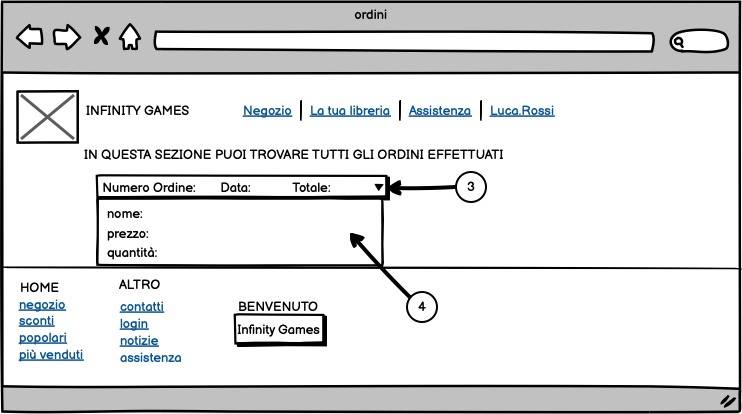 ordini
INFINITY GAMES
Negozio | La tua libreria | Assistenza | Luca.Rossi
IN QUESTA SEZIONE PUOI TROVARE TUTTI GLI ORDINI EFFETTUATI
Numero Ordine: Data: Totale:
3
nome:
prezzo:
quantità:
4
HOME
negozio
sconti
popolari
più venduti
ALTRO
contatti
login
notizie
assistenza
BENVENUTO
Infinity Games